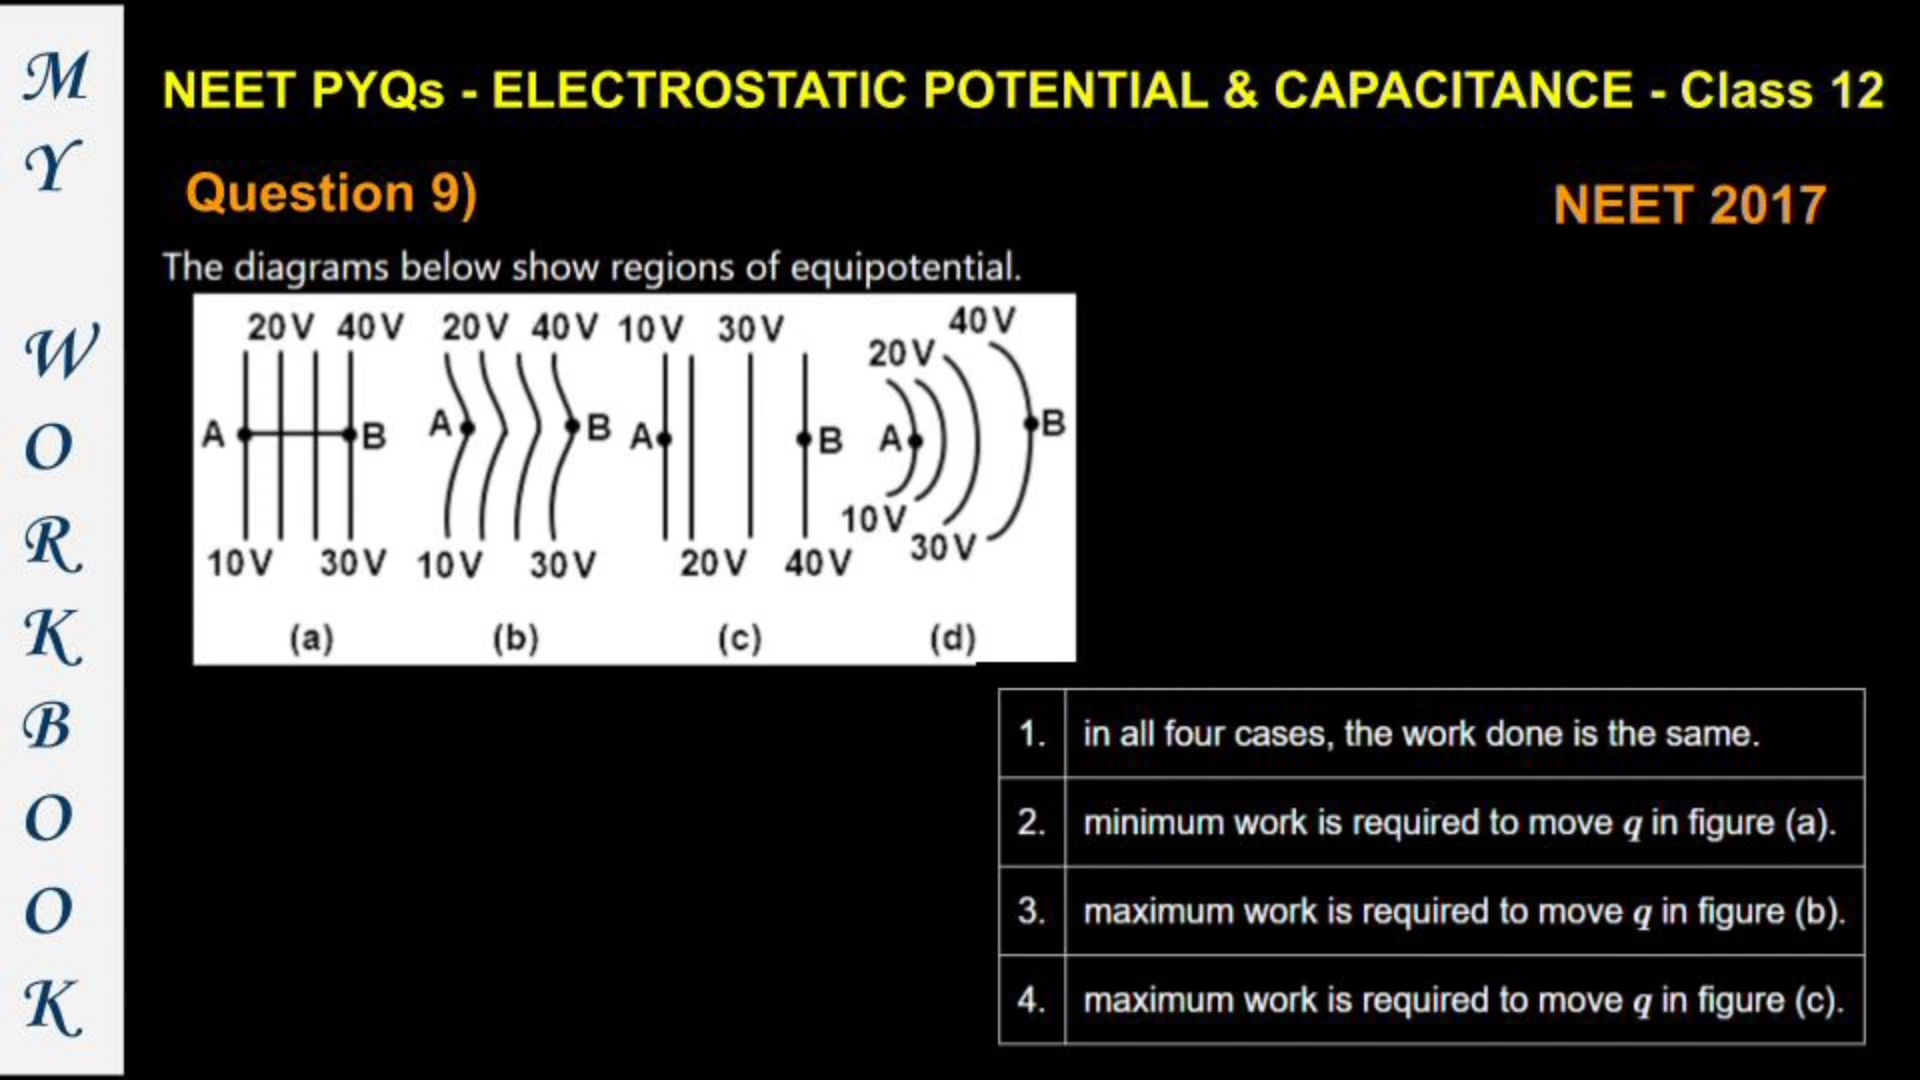 MY WORKBOOK
NEET PYQs - ELECTROSTATIC POTENTIAL & CAPACITANCE - Class 12
Question 9)
NEET 2017
The diagrams below show regions of equipotential.
20V 40V 20V 40V 10V 30V 20V 40V
A B A B A B A B
10V 30V 10V 30V 20V 40V 10V 30V
(a) (b) (c) (d)
1. in all four cases, the work done is the same.
2. minimum work is required to move q in figure (a).
3. maximum work is required to move q in figure (b).
4. maximum work is required to move q in figure (c).